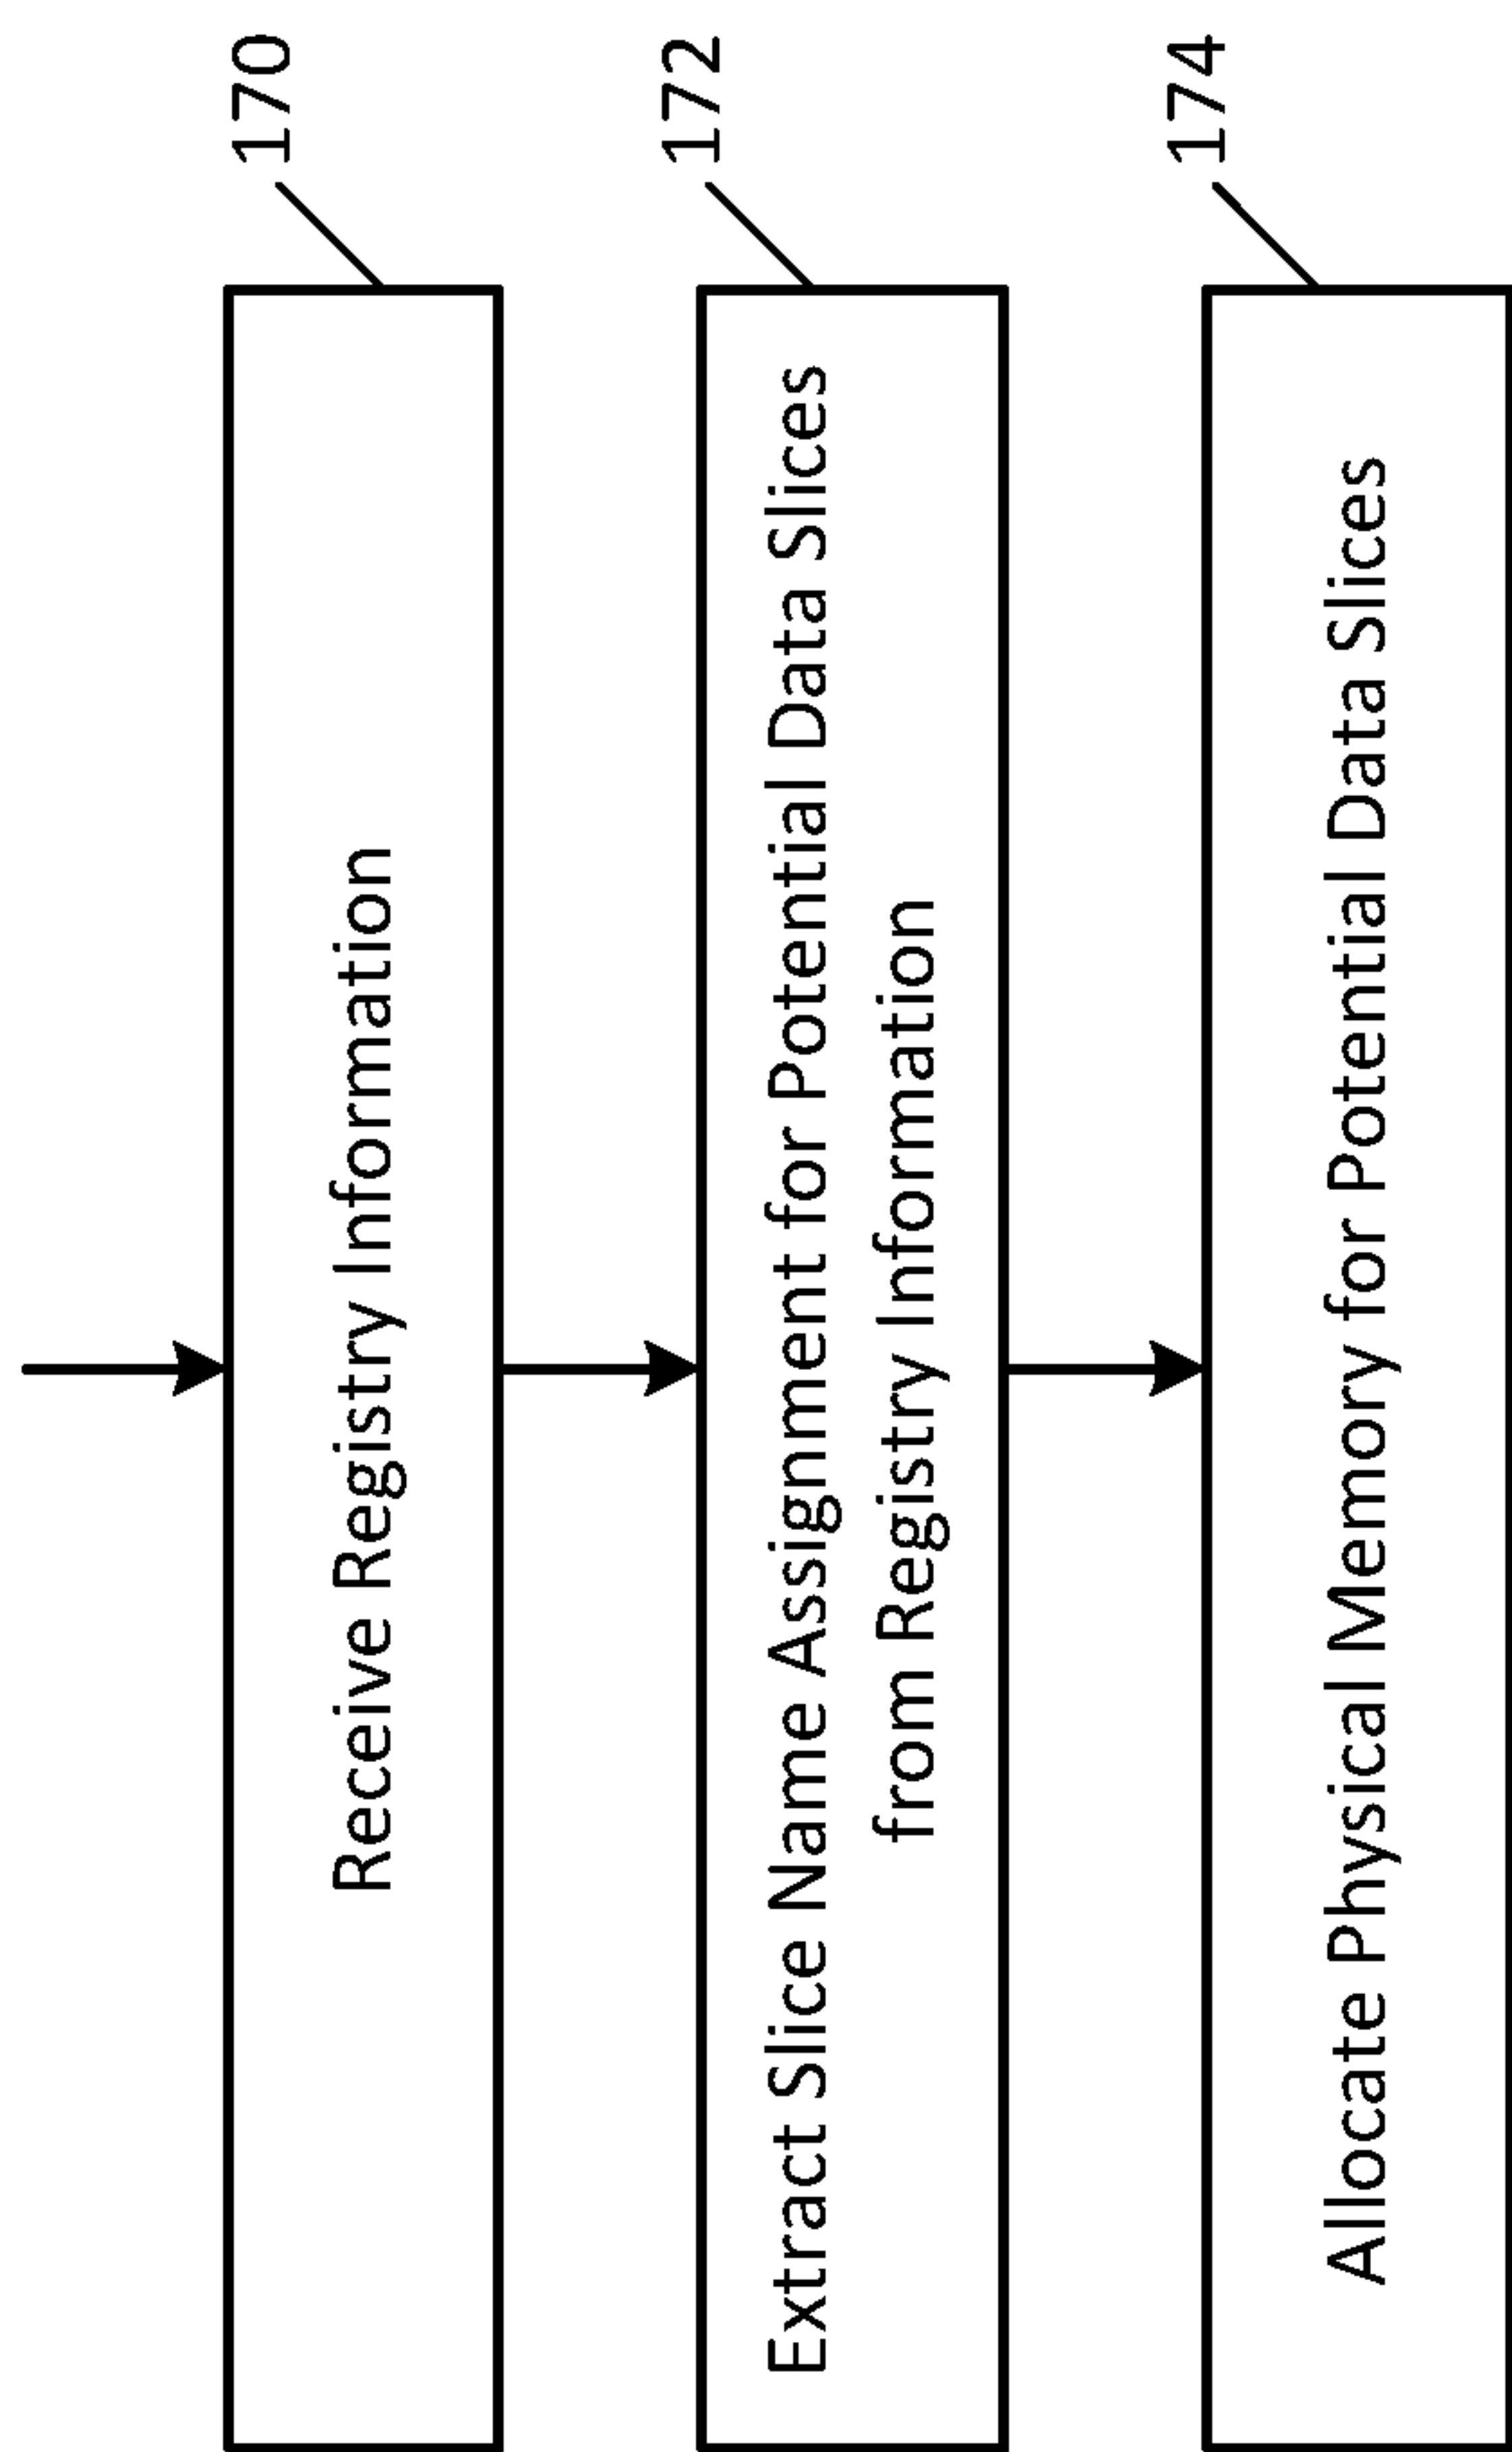 170
Receive Registry Information
172
Extract Slice Name Assignment for Potential Data Slices
from Registry Information
174
Allocate Physical Memory for Potential Data Slices